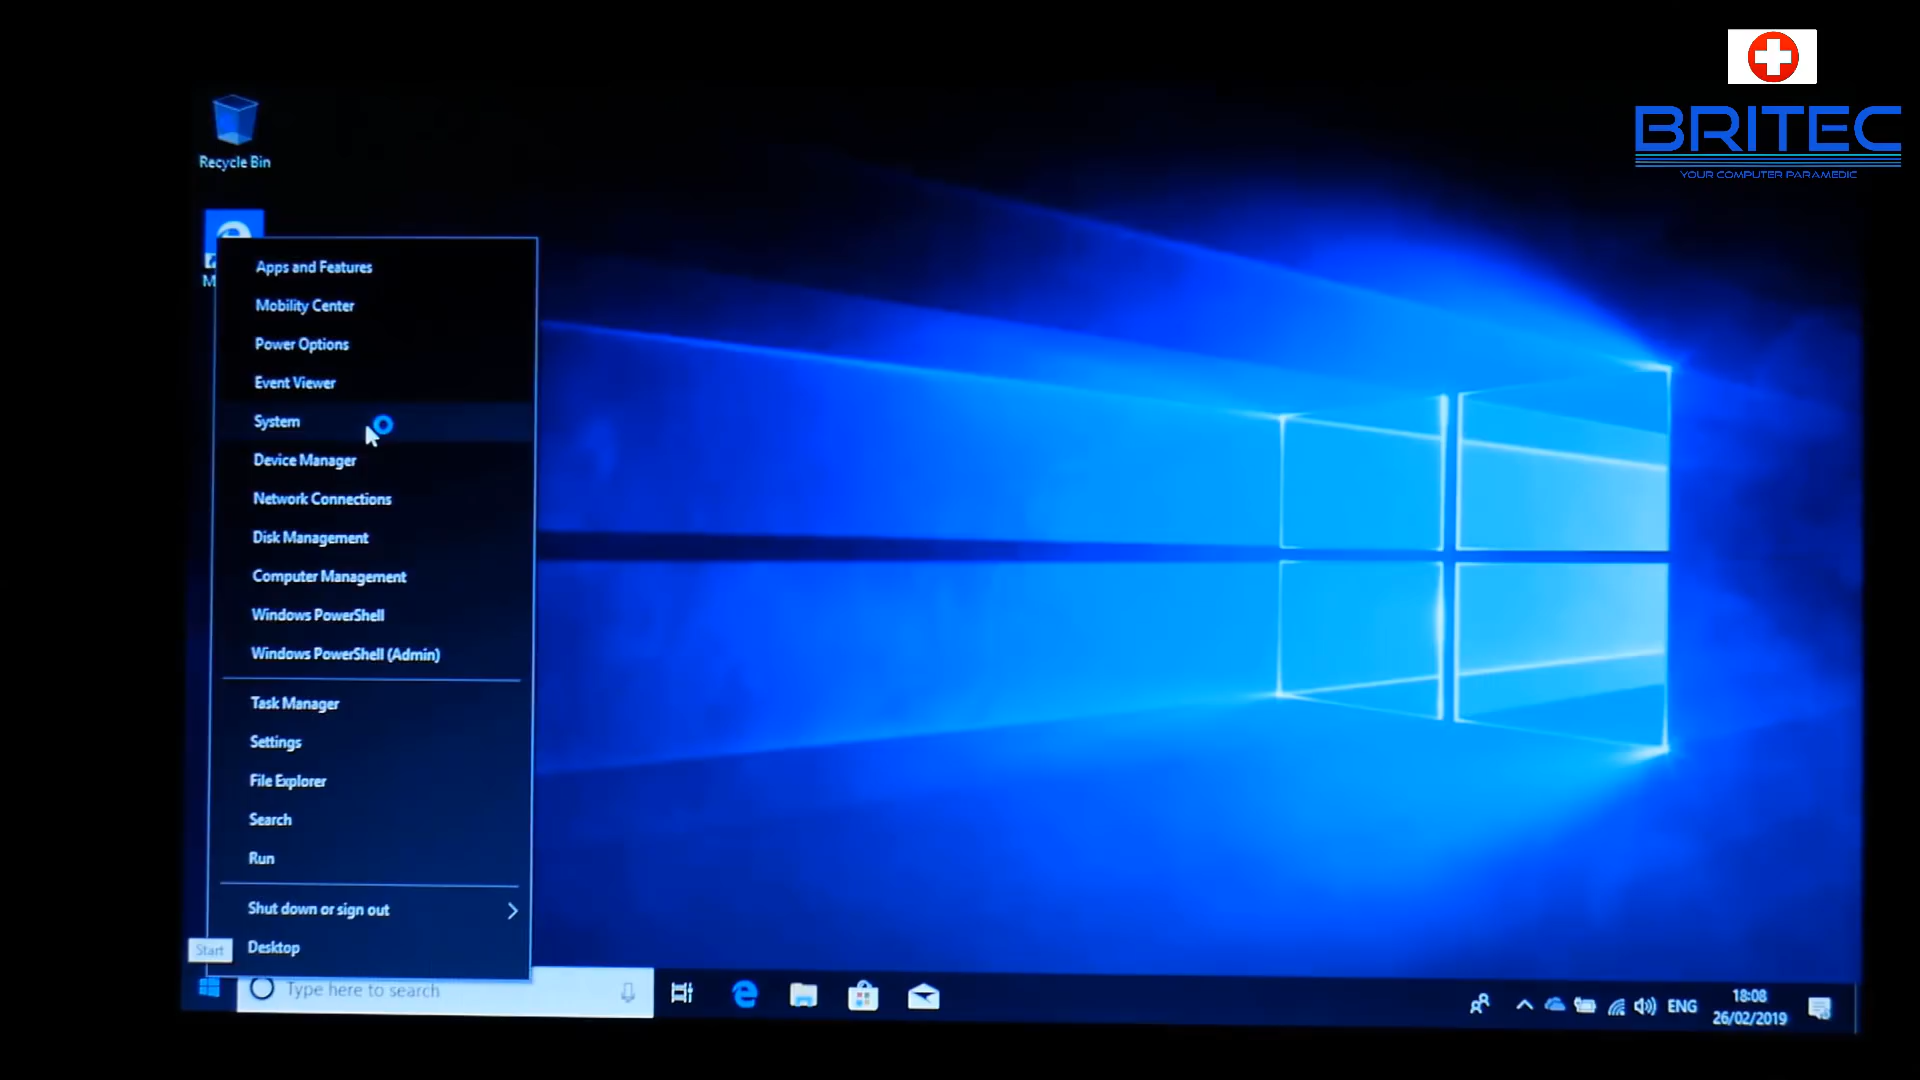 BRITEC
YOUR COMPUTER PARAMEDIC
Recycle Bin
M
Apps and Features
Mobility Center
Power Options
Event Viewer
System
Device Manager
Network Connections
Disk Management
Computer Management
Windows PowerShell
Windows PowerShell (Admin)
Task Manager
Settings
File Explorer
Search
Run
Shut down or sign out
Desktop
Start
Type here to search
ENG
18:08
26/02/2019